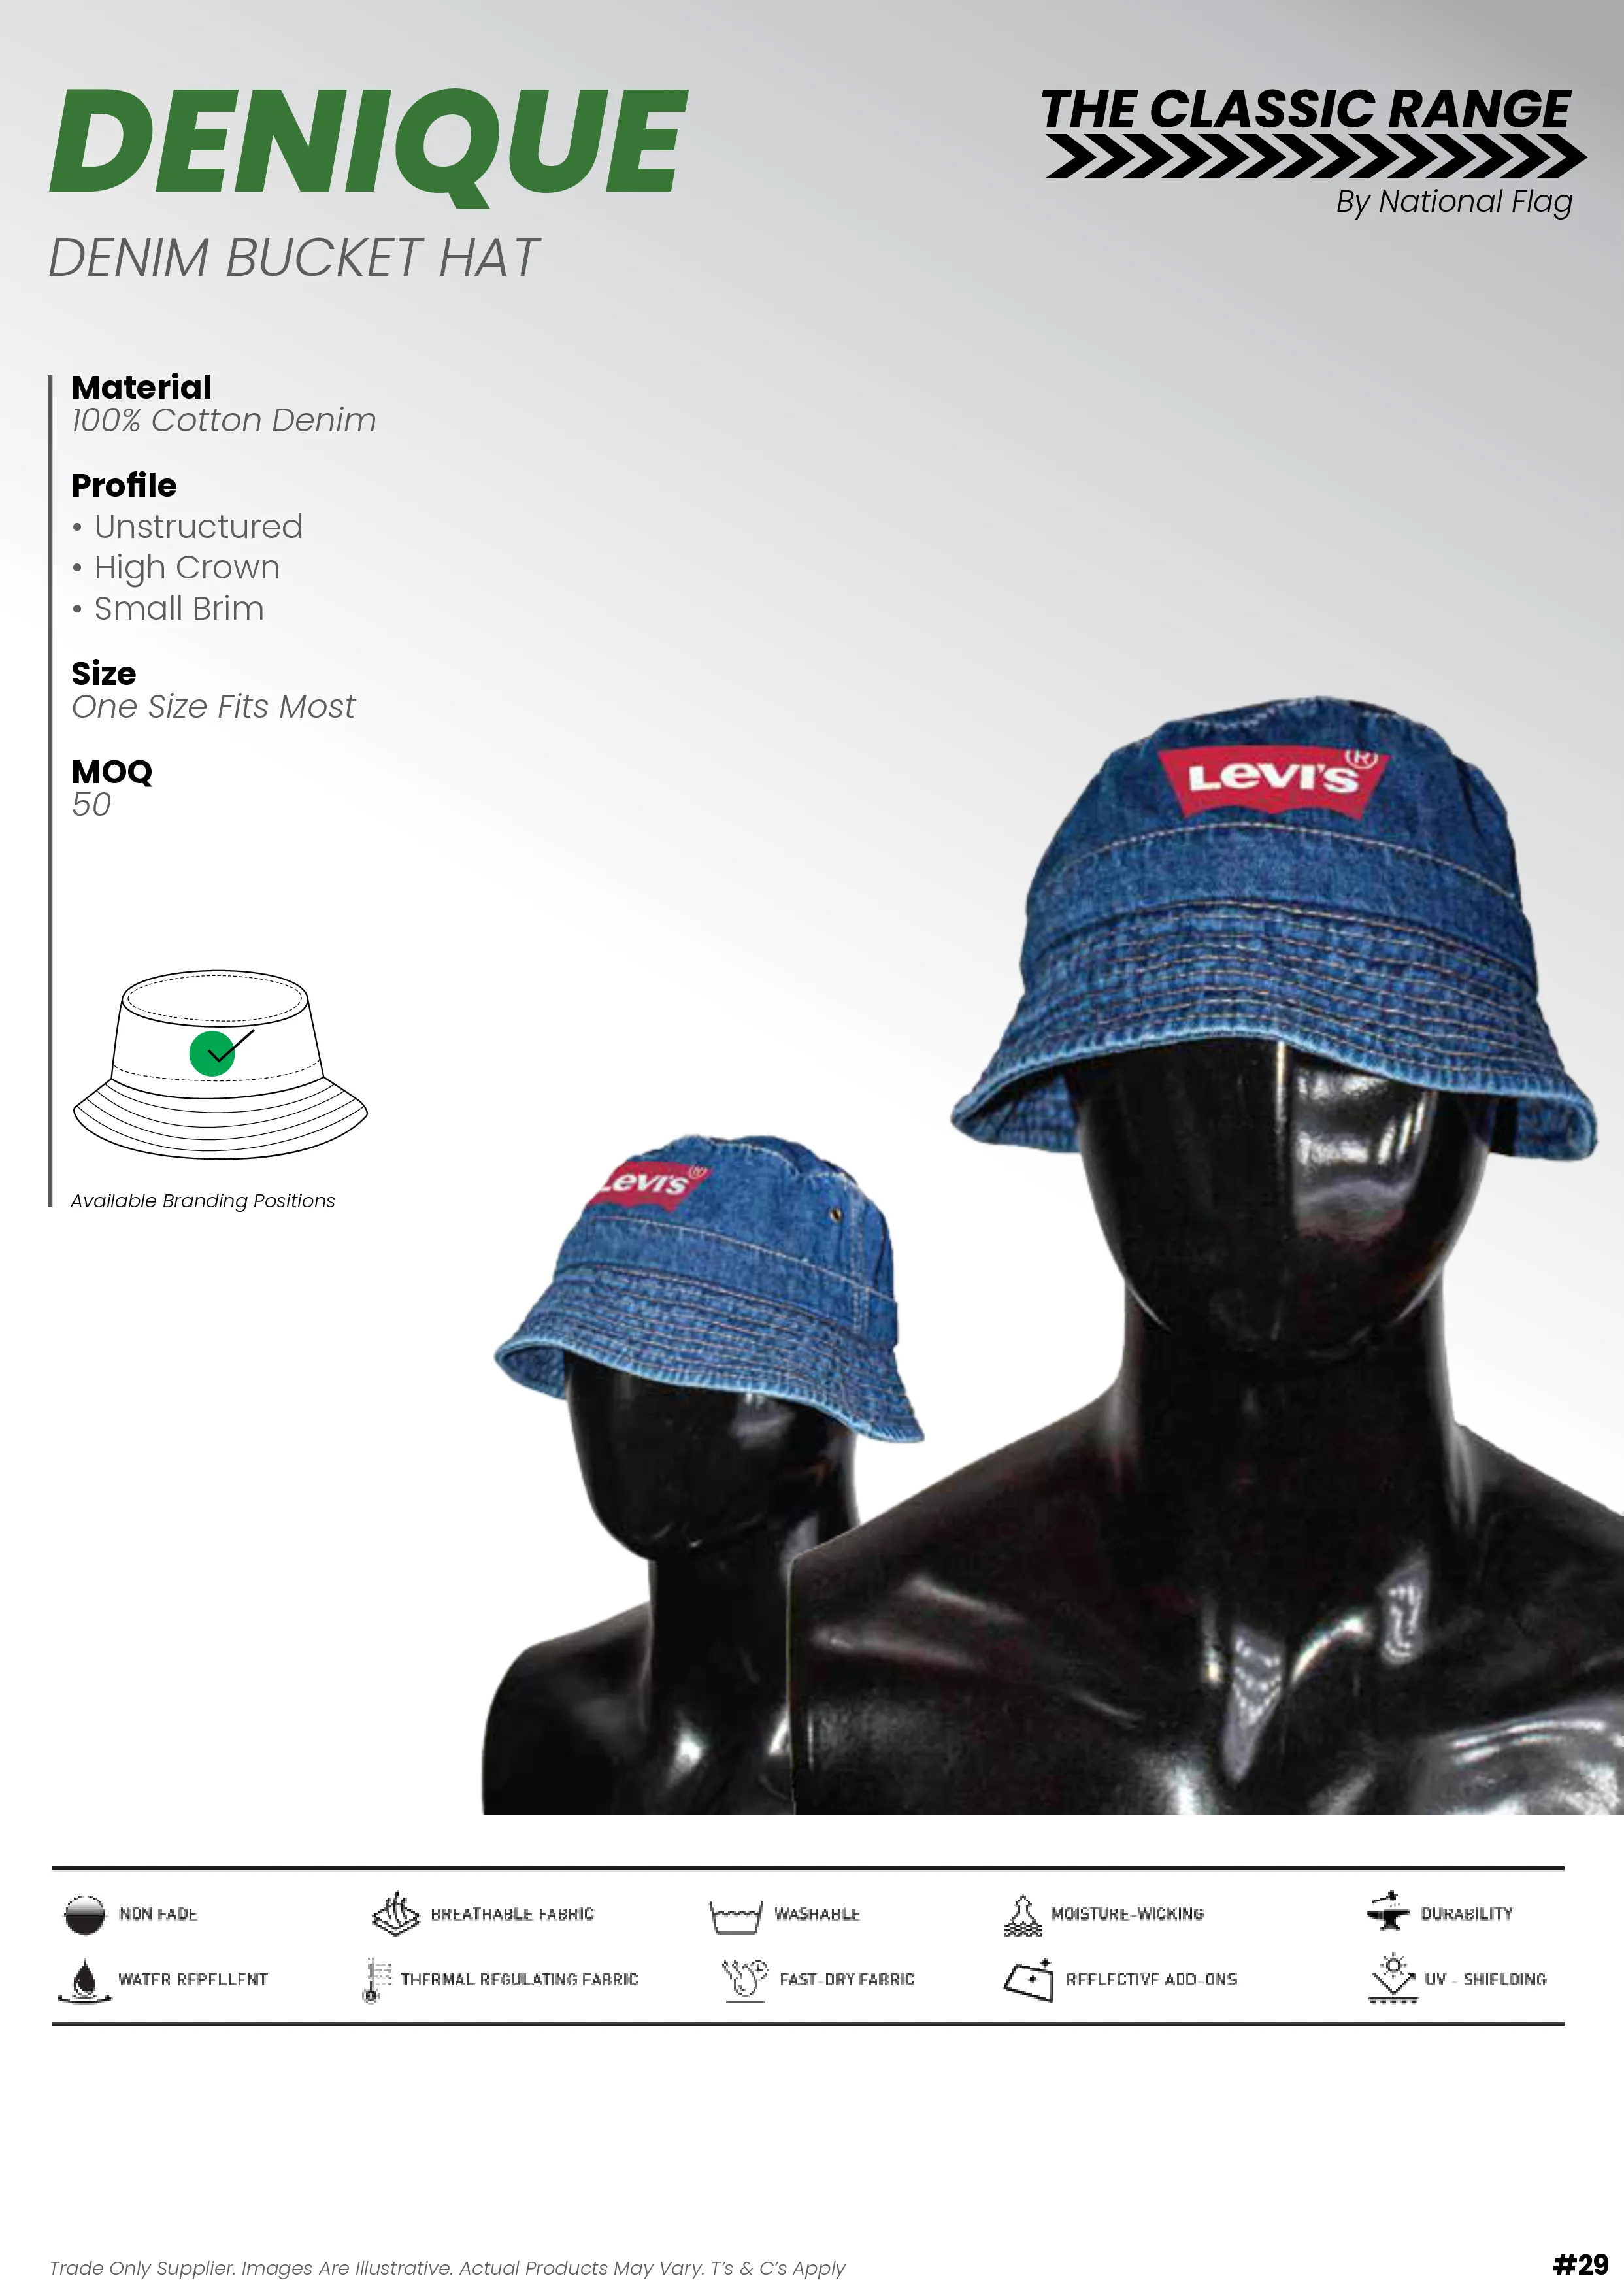 DENIQUE
DENIM BUCKET HAT
THE CLASSIC RANGE
By National Flag
Material
100% Cotton Denim
Profile
• Unstructured
• High Crown
• Small Brim
Size
One Size Fits Most
MOQ
50
Available Branding Positions
LEVI'S®
LEVI'S®
NON FADE
BREATHABLE FABRIC
WASHABLE
MOISTURE-WICKING
DURABILITY
WATER REPELLENT
THERMAL REGULATING FABRIC
FAST-DRY FABRIC
REFLECTIVE ADD-ONS
UV - SHIELDING
Trade Only Supplier. Images Are Illustrative. Actual Products May Vary. T's & C's Apply
#29